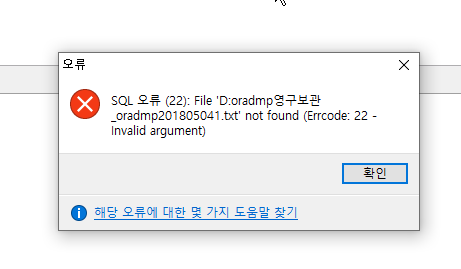 오류
SQL 오류 (22): File 'D:oradmp영구보관
_oradmp201805041.txt' not found (Errcode: 22 -
Invalid argument)
확인
해당 오류에 대한 몇 가지 도움말 찾기